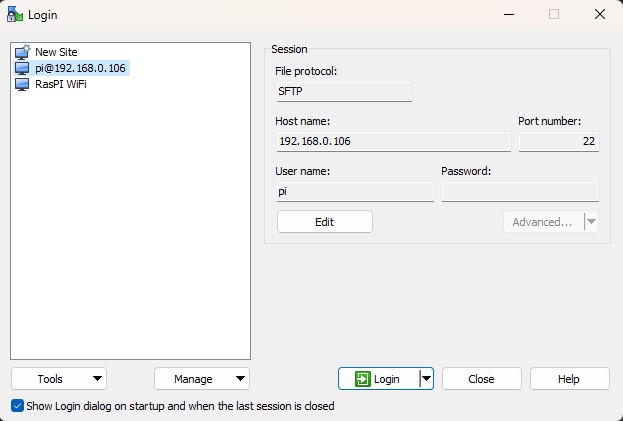 Login
New Site
pi@192.168.0.106
RasPI WiFi
Session
File protocol:
SFTP
Host name:
Port number:
192.168.0.106
22
User name:
Password:
pi
Edit
Advanced...
Tools
Manage
Login
Close
Help
Show Login dialog on startup and when the last session is closed